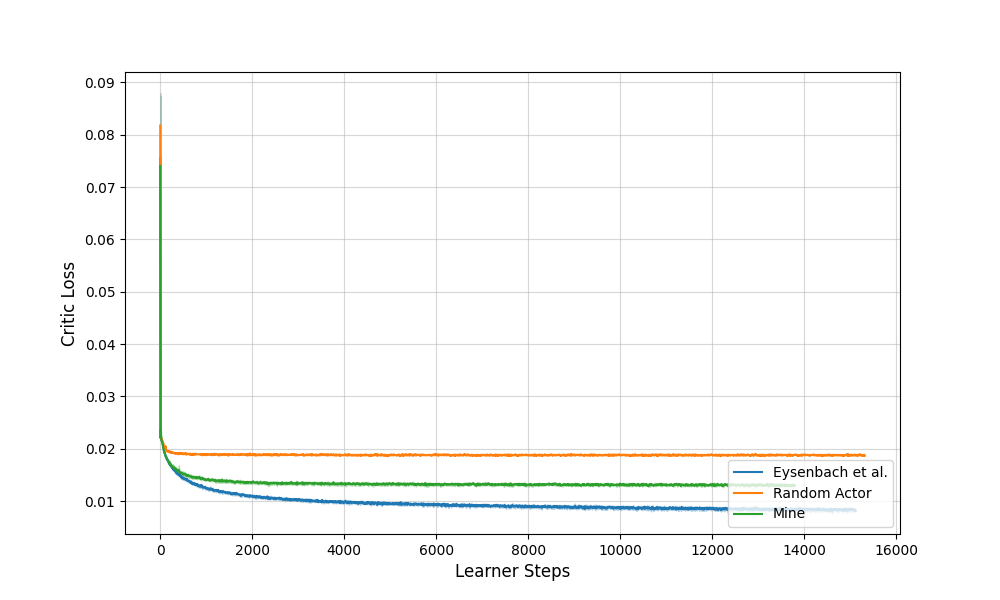 0.09
0.08
0.07
0.06
0.05
0.04
0.03
0.02
0.01
Critic Loss
Eysenbach et al.
Random Actor
Mine
0 2000 4000 6000 8000 10000 12000 14000 16000
Learner Steps